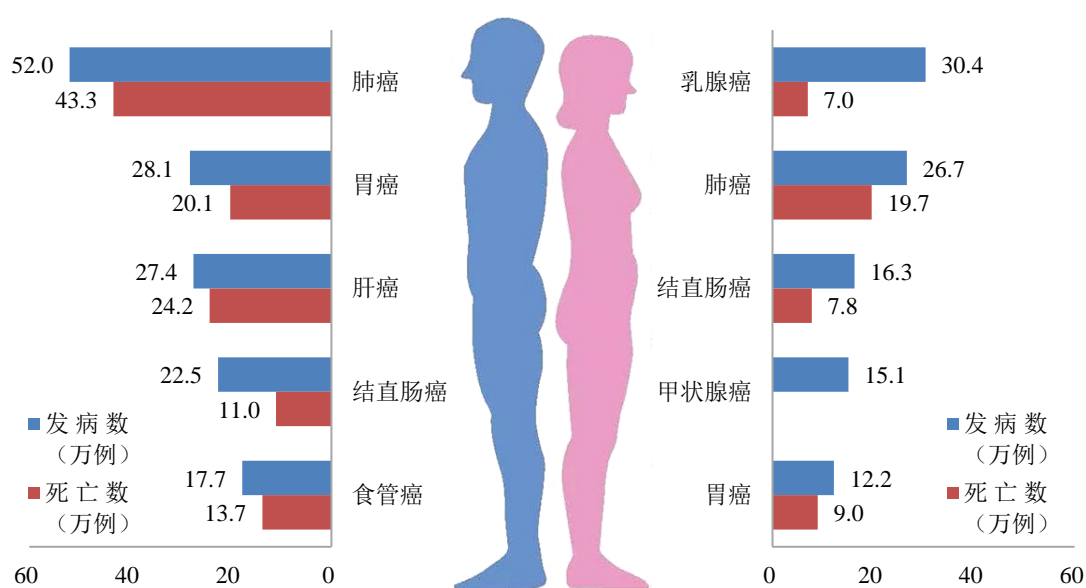 52.0
43.3
肺癌
28.1
20.1
胃癌
27.4
24.2
肝癌
22.5
11.0
结直肠癌
17.7
13.7
食管癌
发 病 数
（万例）
死 亡 数
（万例）
60 40 20 0
乳腺癌
30.4
7.0
肺癌
26.7
19.7
结直肠癌
16.3
7.8
甲状腺癌
15.1
胃癌
12.2
9.0
发 病 数
（万例）
死 亡 数
（万例）
0 20 40 60